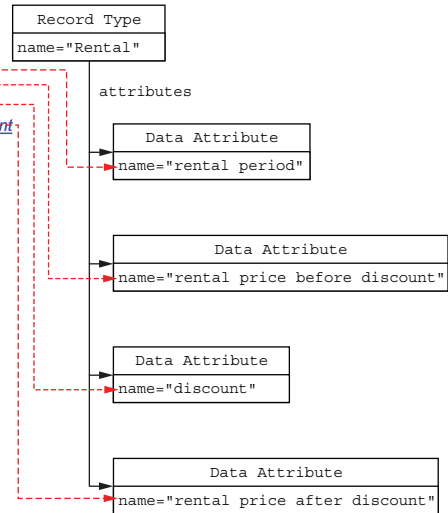 Record Type
name="Rental"
attributes
nt
Data Attribute
name="rental period"
Data Attribute
name="rental price before discount"
Data Attribute
name="discount"
Data Attribute
name="rental price after discount"